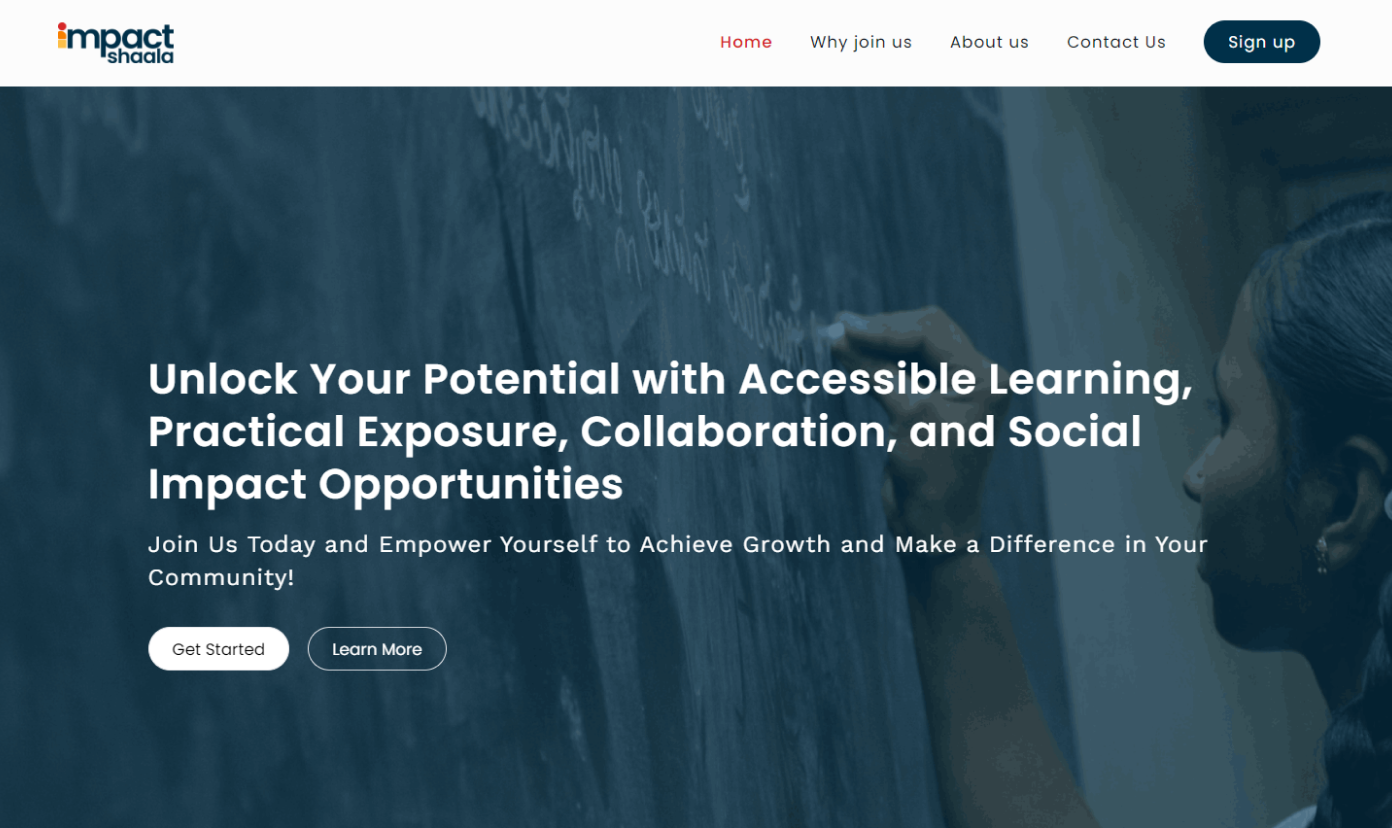 impact
shaala
Home Why join us About us Contact Us Sign up
Unlock Your Potential with Accessible Learning,
Practical Exposure, Collaboration, and Social
Impact Opportunities
Join Us Today and Empower Yourself to Achieve Growth and Make a Difference in Your
Community!
Get Started Learn More